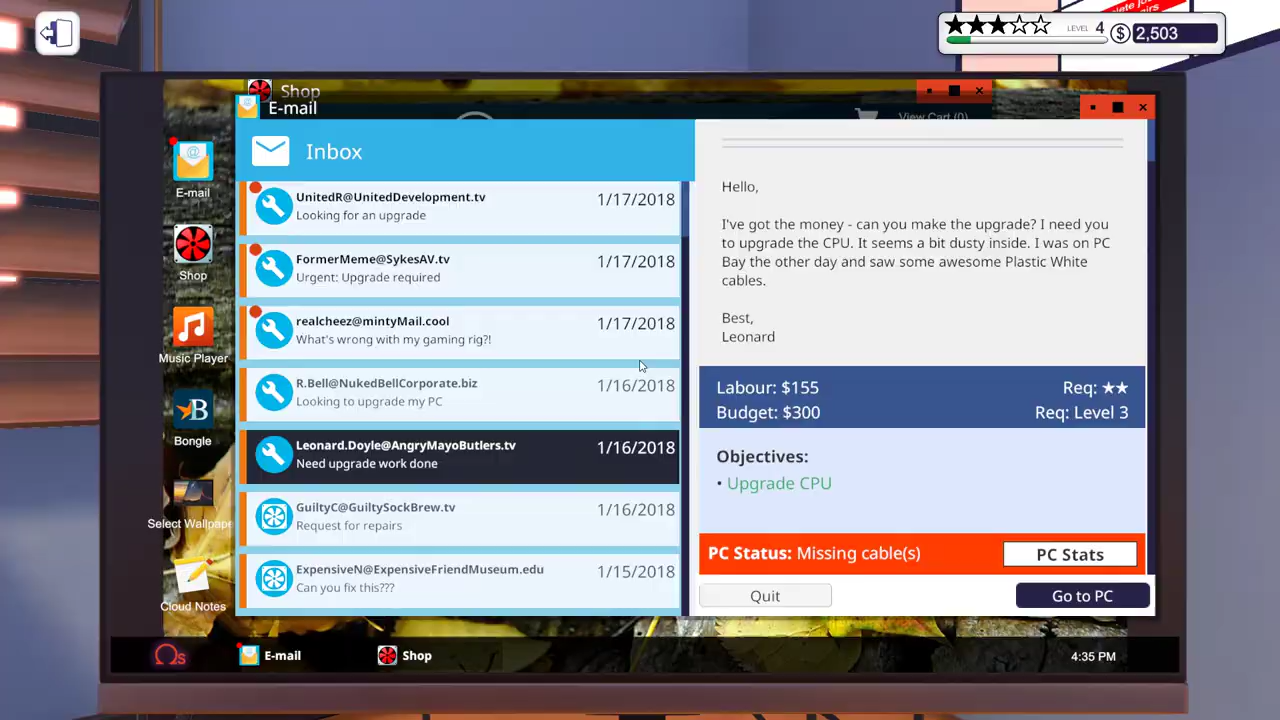 LEVEL 4 $ 2,503
Shop
E-mail
View Cart (0)
Inbox
UnitedR@UnitedDevelopment.tv 1/17/2018
Looking for an upgrade
FormerMeme@SykesAV.tv 1/17/2018
Urgent: Upgrade required
realcheez@mintyMail.cool 1/17/2018
What's wrong with my gaming rig?!
R.Bell@NukedBellCorporate.biz 1/16/2018
Looking to upgrade my PC
Leonard.Doyle@AngryMayoButlers.tv 1/16/2018
Need upgrade work done
GuiltyC@GuiltySockBrew.tv 1/16/2018
Request for repairs
ExpensiveN@ExpensiveFriendMuseum.edu 1/15/2018
Can you fix this???
Hello,
I've got the money - can you make the upgrade? I need you
to upgrade the CPU. It seems a bit dusty inside. I was on PC
Bay the other day and saw some awesome Plastic White
cables.
Best,
Leonard
Labour: $155 Req: ★★
Budget: $300 Req: Level 3
Objectives:
• Upgrade CPU
PC Status: Missing cable(s) PC Stats
Quit Go to PC
E-mail
Shop
Music Player
B
Bongle
Select Wallpape
Cloud Notes
Ωs E-mail Shop 4:35 PM